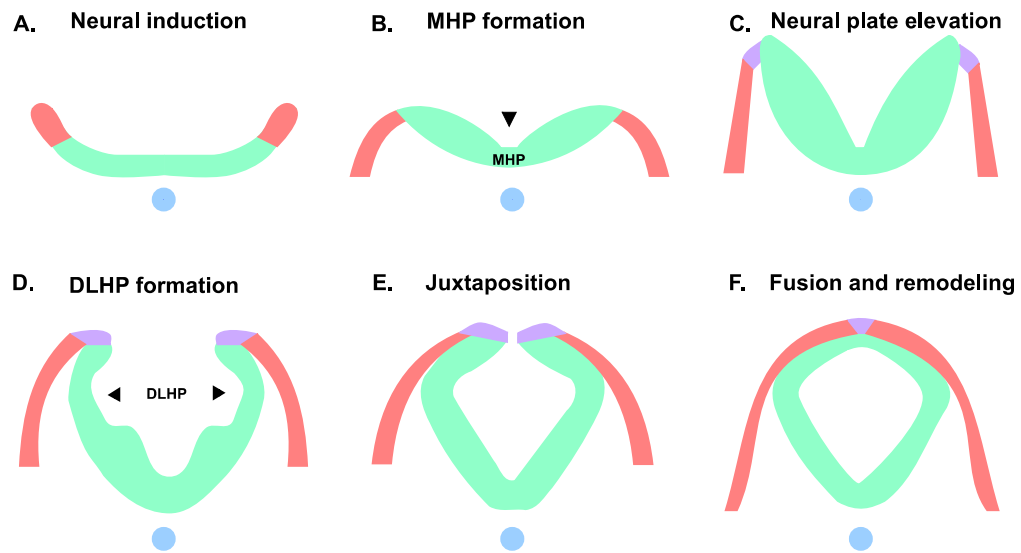 A. Neural induction
B. MHP formation
C. Neural plate elevation
MHP
D. DLHP formation
E. Juxtaposition
F. Fusion and remodeling
DLHP